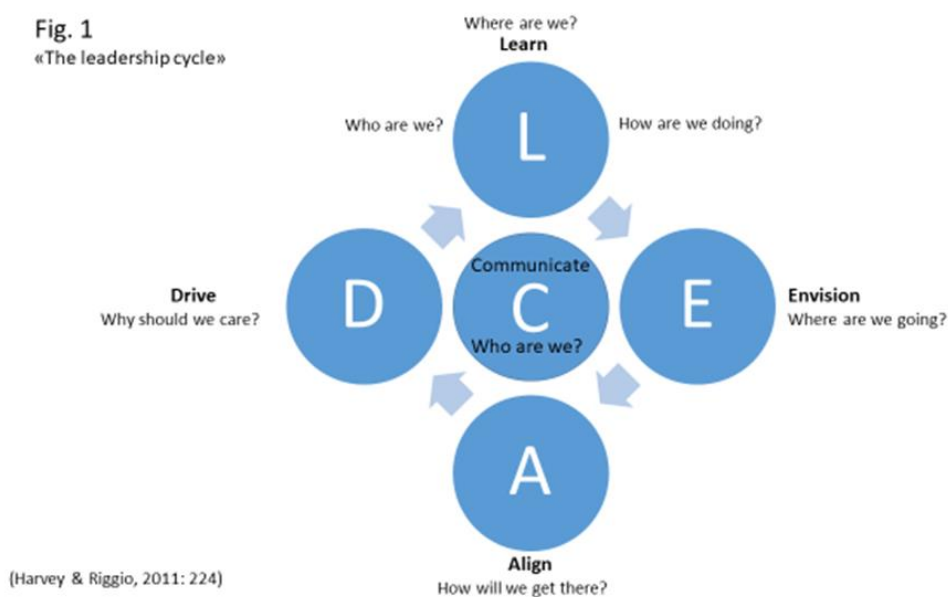 Fig. 1
«The leadership cycle»
Where are we?
Learn
Who are we?
L
How are we doing?
Drive
Why should we care?
D
Communicate
C
Who are we?
E
Envision
Where are we going?
A
Align
How will we get there?
(Harvey & Riggio, 2011: 224)